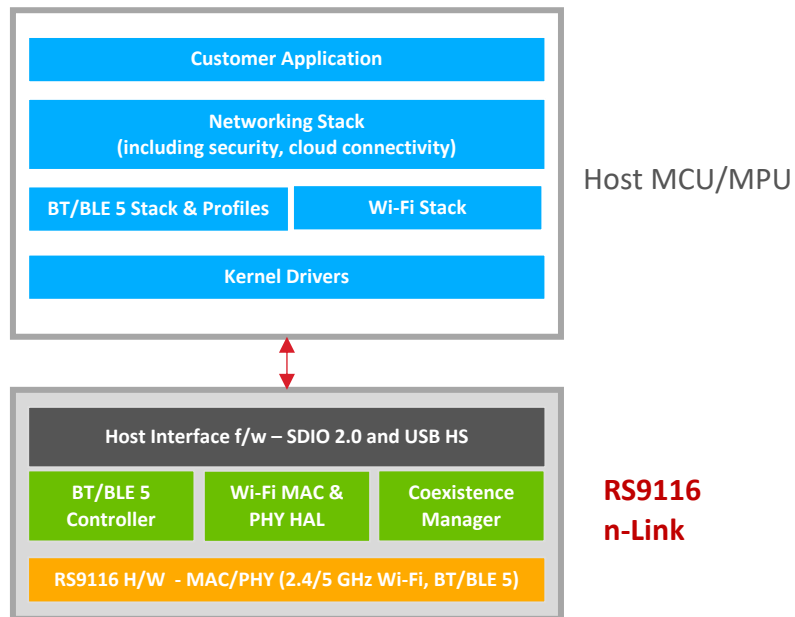 Customer Application
Networking Stack
(including security, cloud connectivity)
BT/BLE 5 Stack & Profiles
Wi-Fi Stack
Kernel Drivers
Host MCU/MPU
Host Interface f/w – SDIO 2.0 and USB HS
BT/BLE 5
Controller
Wi-Fi MAC &
PHY HAL
Coexistence
Manager
RS9116 H/W - MAC/PHY (2.4/5 GHz Wi-Fi, BT/BLE 5)
RS9116
n-Link